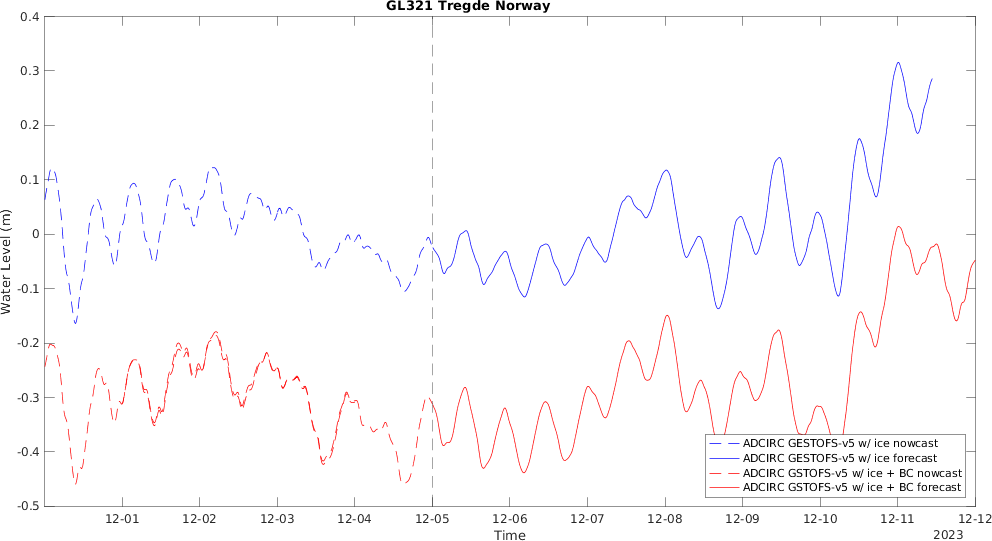 GL321 Tregde Norway
0.4
0.3
0.2
0.1
0
-0.1
-0.2
-0.3
-0.4
-0.5
Water Level (m)
ADCIRC GESTOFS-v5 w/ ice nowcast
ADCIRC GESTOFS-v5 w/ ice forecast
ADCIRC GSTOFS-v5 w/ ice + BC nowcast
ADCIRC GSTOFS-v5 w/ ice + BC forecast
12-01 12-02 12-03 12-04 12-05 12-06 12-07 12-08 12-09 12-10 12-11 12-12
Time
2023